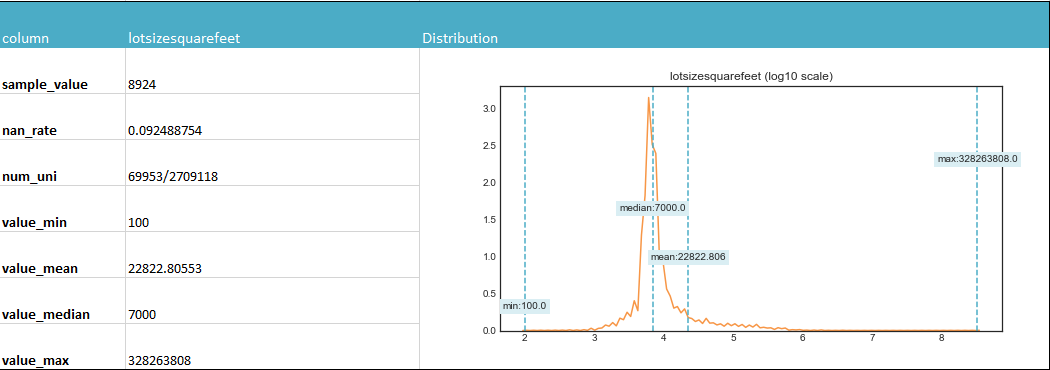 column lotsizesquarefeet Distribution
sample_value 8924
nan_rate 0.092488754
num_uni 69953/2709118
value_min 100
value_mean 22822.80553
value_median 7000
value_max 328263808
lotsizesquarefeet (log10 scale)
3.0
2.5
max:328263808.0
2.0
median:7000.0
1.5
1.0
mean:22822.806
0.5
min:100.0
0.0
2 3 4 5 6 7 8